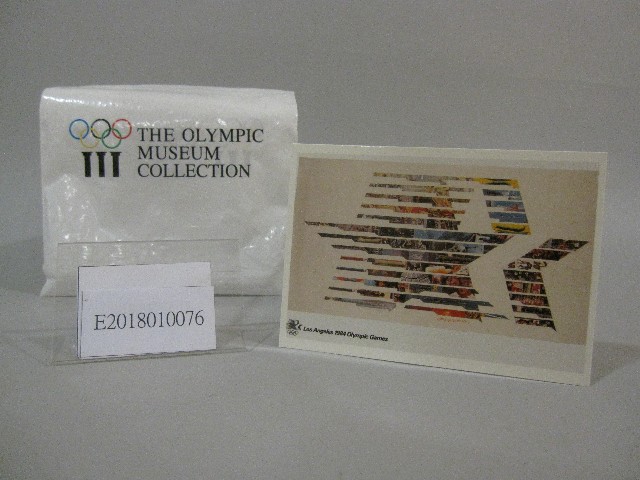 THE OLYMPIC
MUSEUM
COLLECTION
E2018010076
Los Angeles 1984 Olympic Games